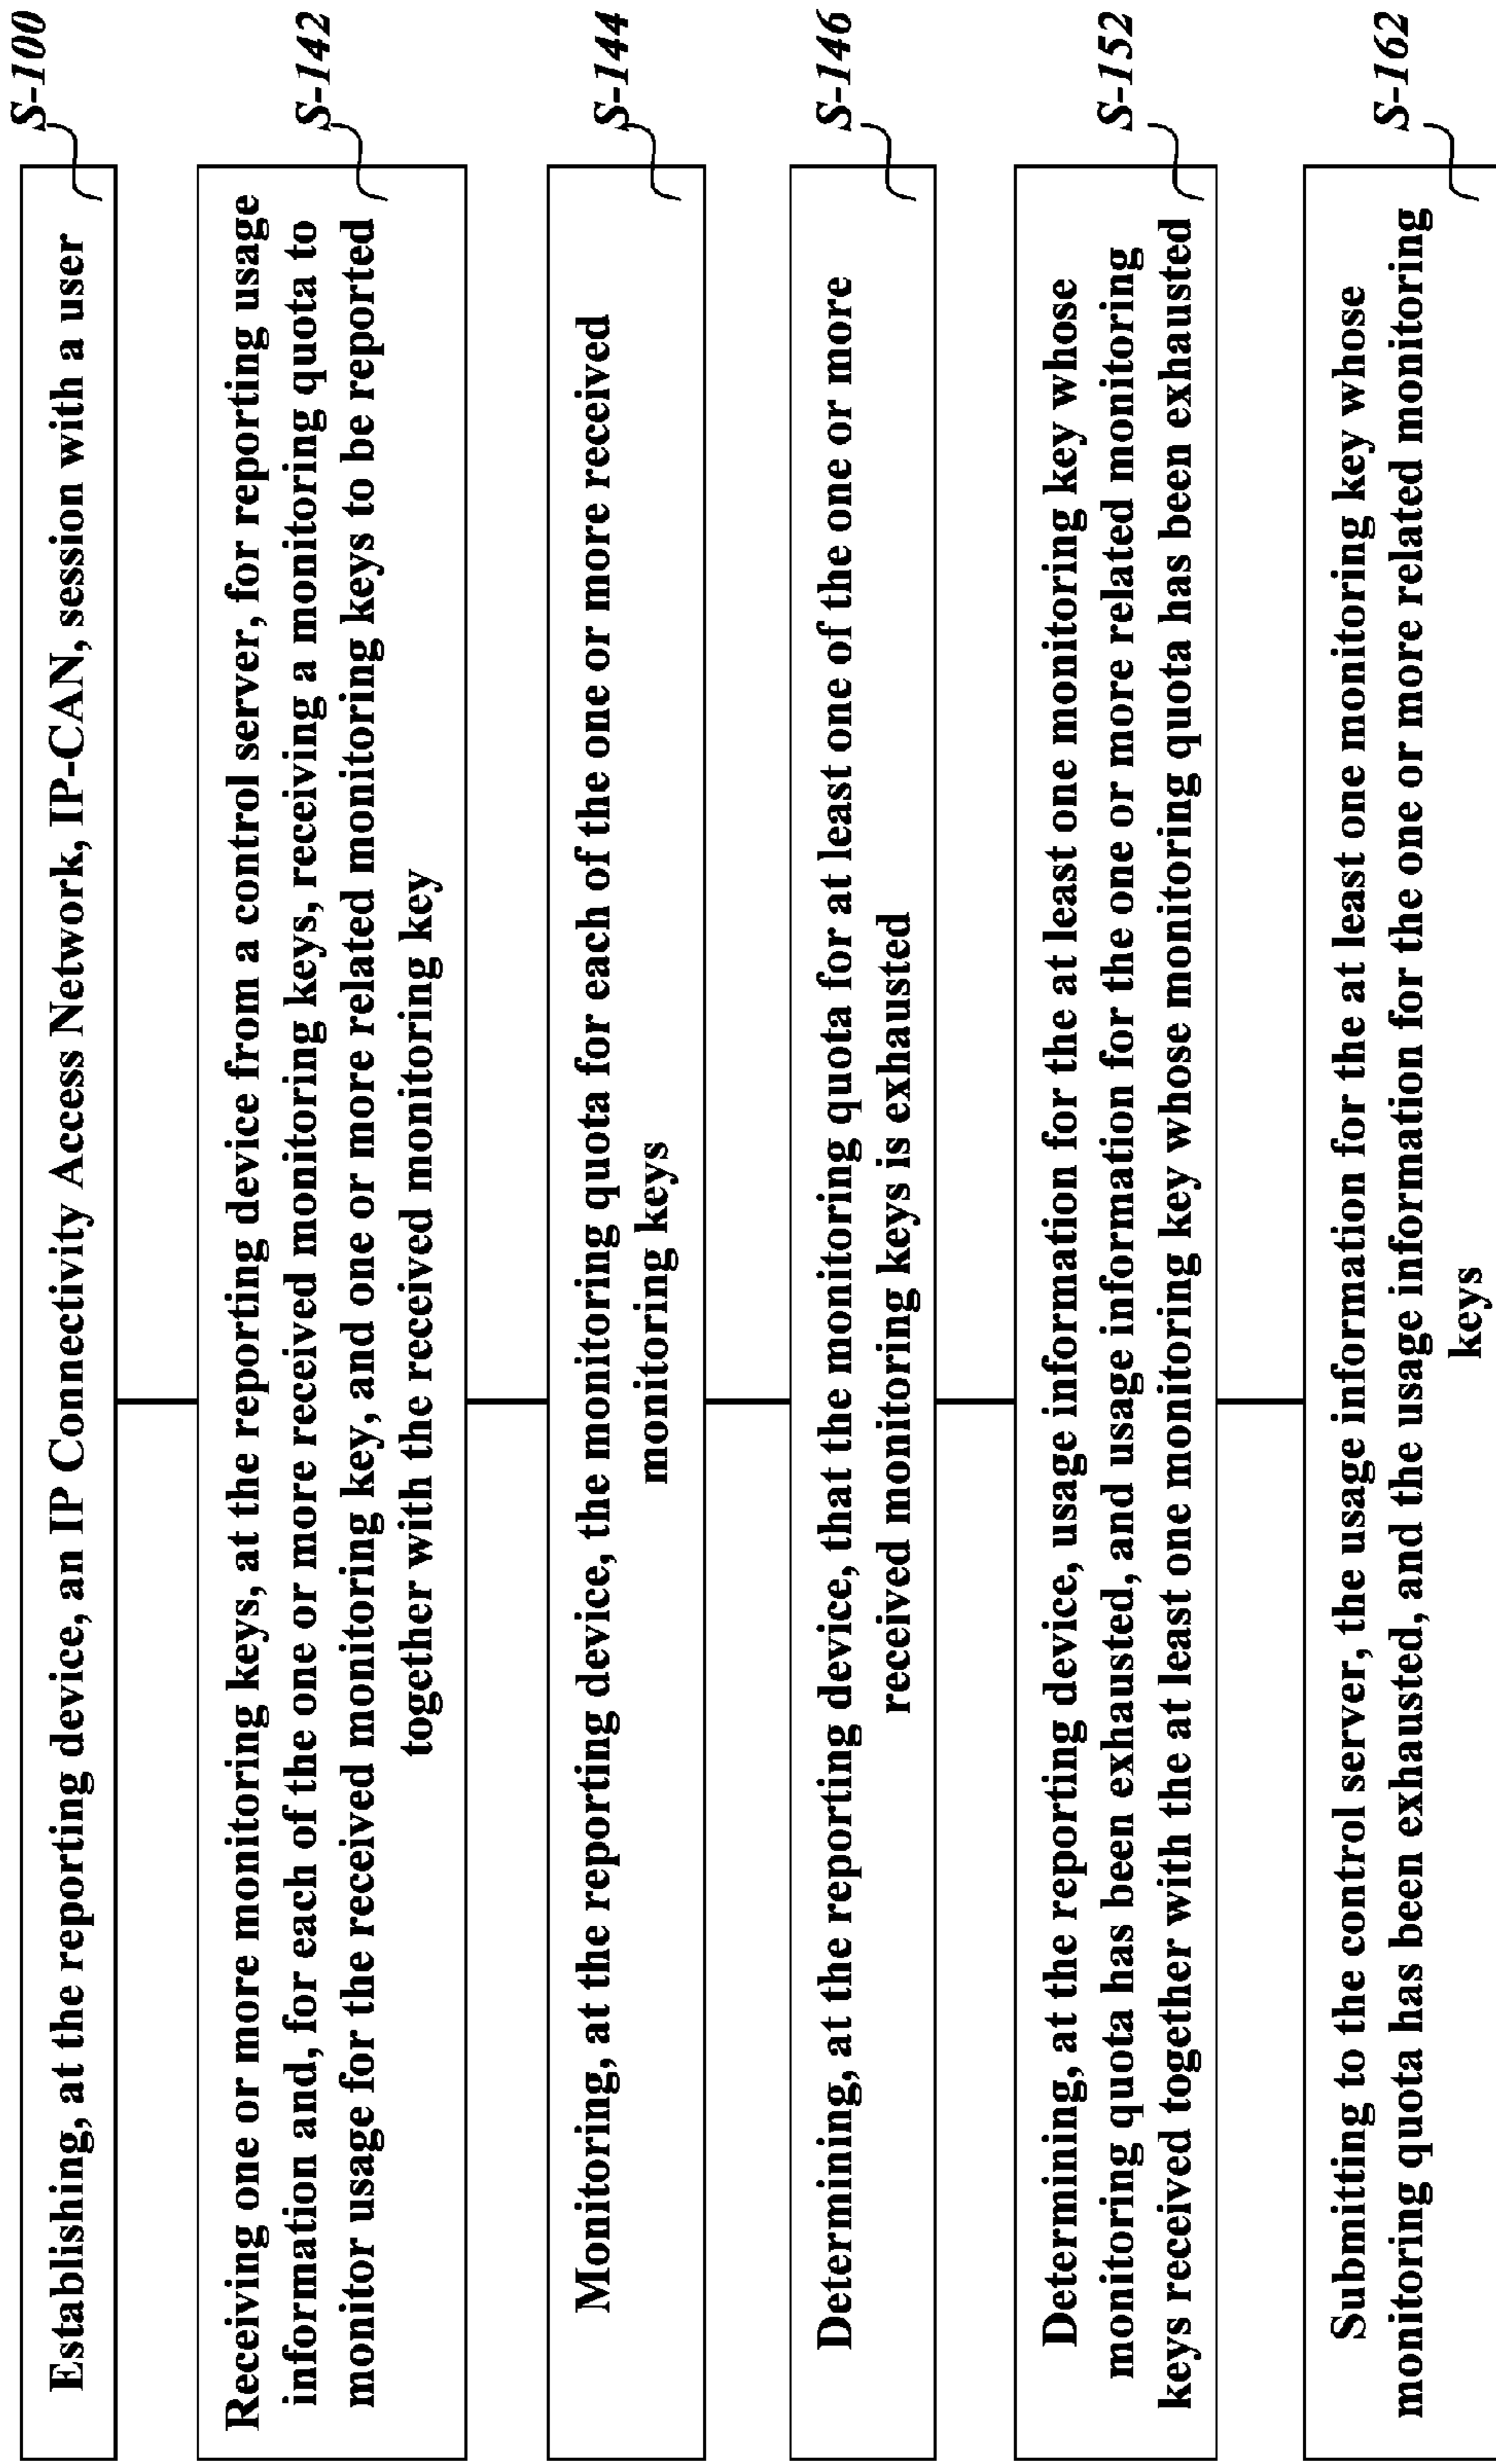 Establishing, at the reporting device, an IP Connectivity Access Network, IP-CAN, session with a user
S-100
Receiving one or more monitoring keys, at the reporting device from a control server, for reporting usage
information and, for each of the one or more received monitoring keys, receiving a monitoring quota to
monitor usage for the received monitoring key, and one or more related monitoring keys to be reported
together with the received monitoring key
S-142
Monitoring, at the reporting device, the monitoring quota for each of the one or more received
monitoring keys
S-144
Determining, at the reporting device, that the monitoring quota for at least one of the one or more
received monitoring keys is exhausted
S-146
Determining, at the reporting device, usage information for the at least one monitoring key whose
monitoring quota has been exhausted, and usage information for the one or more related monitoring
keys received together with the at least one monitoring key whose monitoring quota has been exhausted
S-152
Submitting to the control server, the usage information for the at least one monitoring key whose
monitoring quota has been exhausted, and the usage information for the one or more related monitoring
keys
S-162